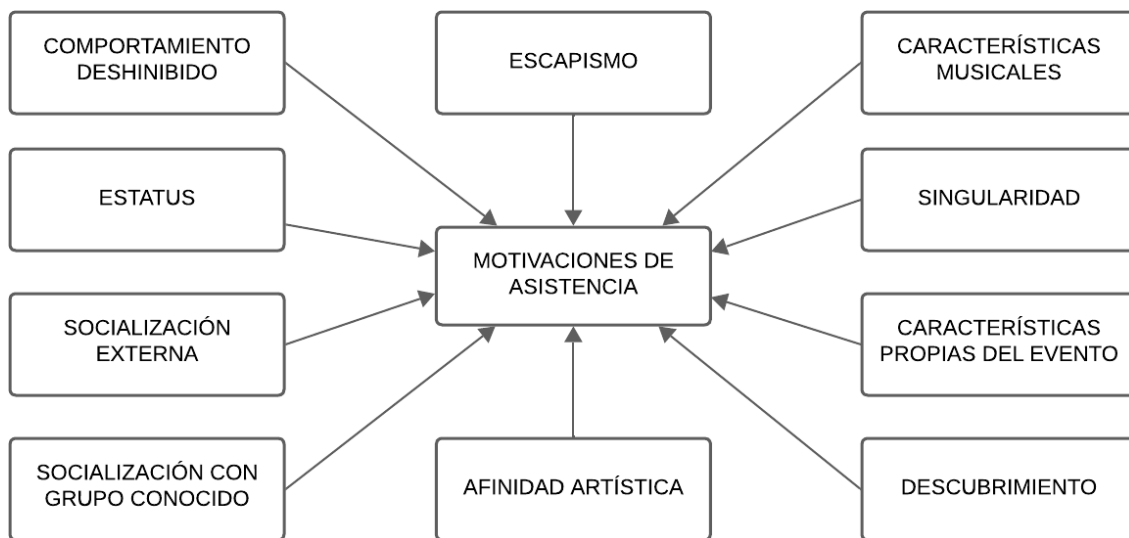 COMPORTAMIENTO
DESHINIBIDO
ESCAPISMO
CARACTERÍSTICAS
MUSICALES
ESTATUS
SINGULARIDAD
MOTIVACIONES DE
ASISTENCIA
SOCIALIZACIÓN
EXTERNA
CARACTERÍSTICAS
PROPIAS DEL EVENTO
SOCIALIZACIÓN CON
GRUPO CONOCIDO
AFINIDAD ARTÍSTICA
DESCUBRIMIENTO